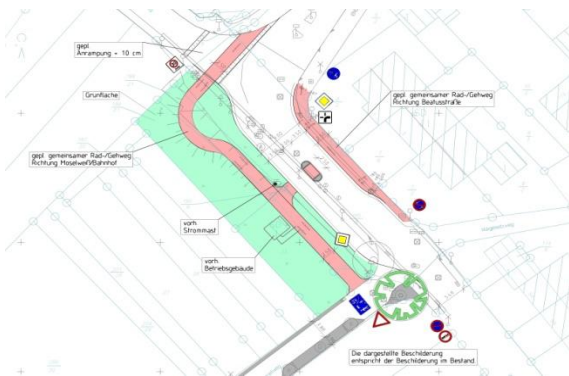 gepl.
Anrampung - 10 cm
Grünfläche
gepl. gemeinsamer Rad-/Gehweg
Richtung Beatusstraße
gepl. gemeinsamer Rad-/Gehweg
Richtung Moselweiß/Bahnhof
vorh.
Strommast
vorh.
Betriebsgebäude
Die dargestellte Beschilderung
entspricht der Beschilderung im Bestand.